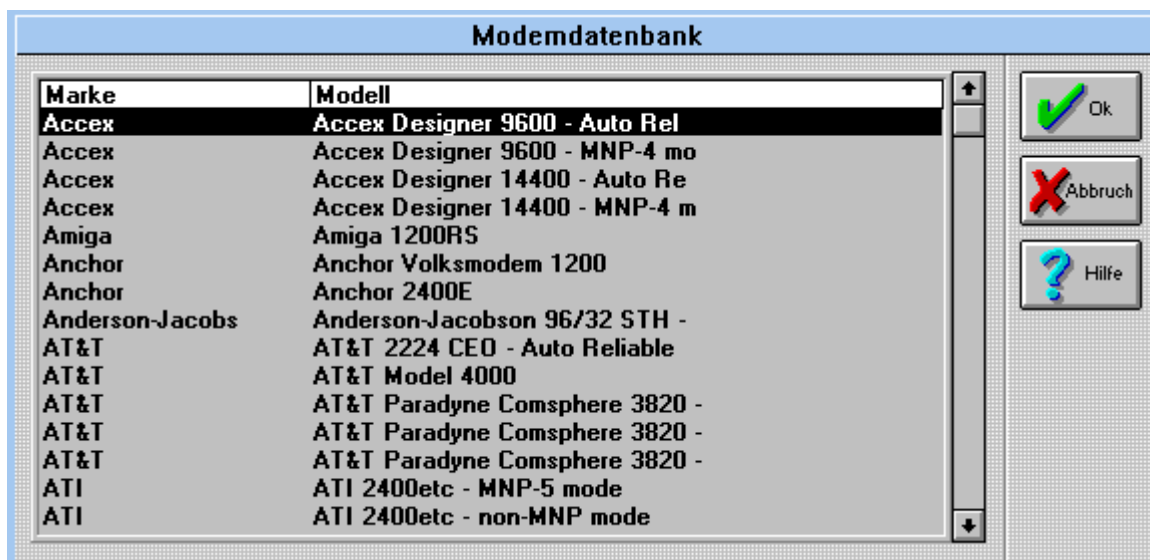 Modemdatenbank
Marke Modell
Accex Accex Designer 9600 - Auto Rel
Accex Accex Designer 9600 - MNP-4 mo
Accex Accex Designer 14400 - Auto Re
Accex Accex Designer 14400 - MNP-4 m
Amiga Amiga 1200RS
Anchor Anchor Volksmodem 1200
Anchor Anchor 2400E
Anderson-Jacobs Anderson-Jacobson 96/32 STH -
AT&T AT&T 2224 CEO - Auto Reliable
AT&T AT&T Model 4000
AT&T AT&T Paradyne Comsphere 3820 -
AT&T AT&T Paradyne Comsphere 3820 -
AT&T AT&T Paradyne Comsphere 3820 -
ATI ATI 2400etc - MNP-5 mode
ATI ATI 2400etc - non-MNP mode
Ok
Abbruch
Hilfe